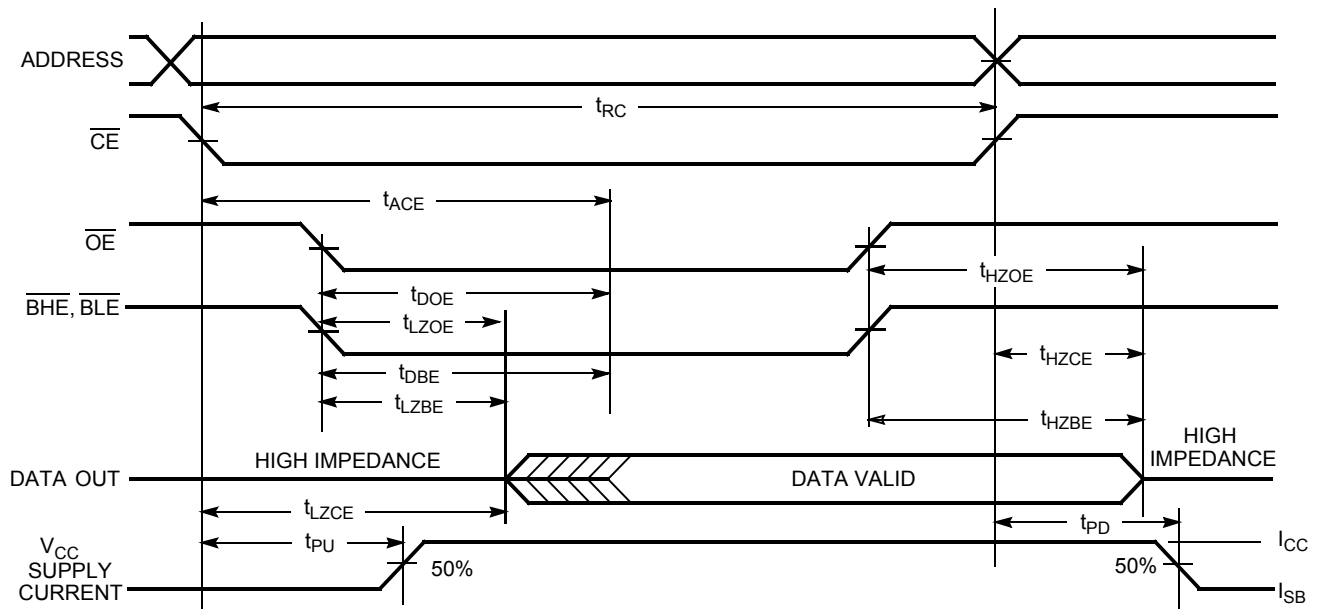 ADDRESS
tRC
CE
tACE
OE
tHZOE
tDOE
BHE, BLE
tLZOE
tHZCE
tDBE
tLZBE
tHZBE
HIGH IMPEDANCE
HIGH
IMPEDANCE
DATA OUT
DATA VALID
tLZCE
tPD
tPU
VCC
SUPPLY
CURRENT
50%
50%
ICC
ISB